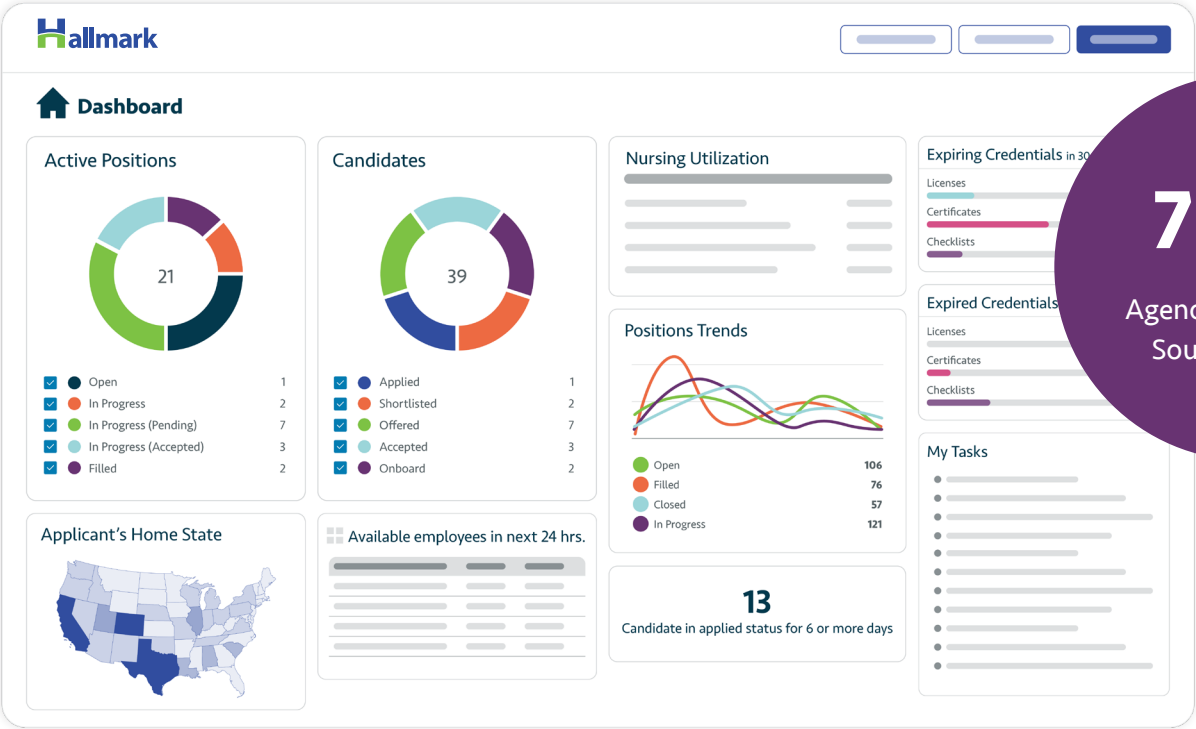 Hallmark
Dashboard
Active Positions
21
Open 1
In Progress 2
In Progress (Pending) 7
In Progress (Accepted) 3
Filled 2
Candidates
39
Applied 1
Shortlisted 2
Offered 7
Accepted 3
Onboard 2
Nursing Utilization
Positions Trends
Open 106
Filled 76
Closed 57
In Progress 121
Expiring Credentials in 30
Licenses
Certificates
Checklists
Expired Credentials
Licenses
Certificates
Checklists
7
Applicant's Home State
Available employees in next 24 hrs.
13
Candidate in applied status for 6 or more days
My Tasks